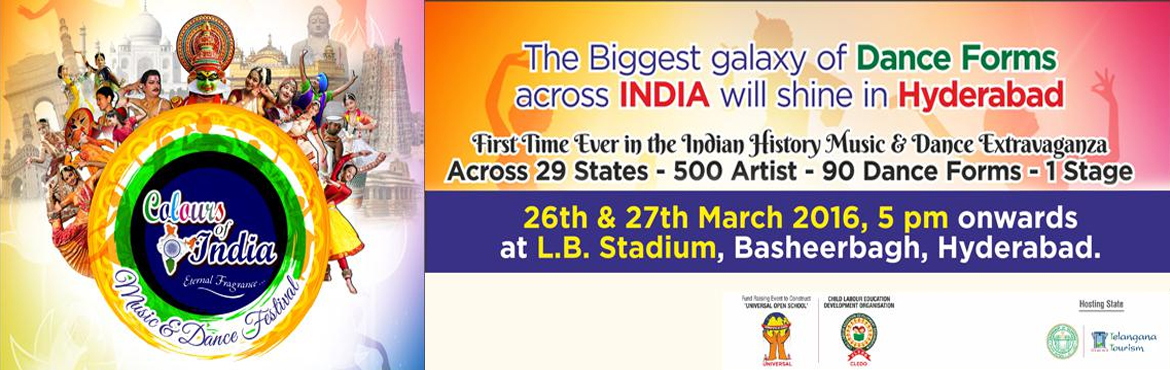 Colours
of
India
Eternal Fragrance...
Music & Dance Festival
The Biggest galaxy of Dance Forms
across INDIA will shine in Hyderabad
First Time Ever in the Indian History Music & Dance Extravaganza
Across 29 States - 500 Artist - 90 Dance Forms - 1 Stage
26th & 27th March 2016, 5 pm onwards
at L.B. Stadium, Basheerbagh, Hyderabad.
Fund Raising Event to Construct
'UNIVERSAL OPEN SCHOOL'
UNIVERSAL
CHILD LABOUR EDUCATION
DEVELOPMENT ORGANISATION
CLEDO
Hosting State
Telangana
Tourism